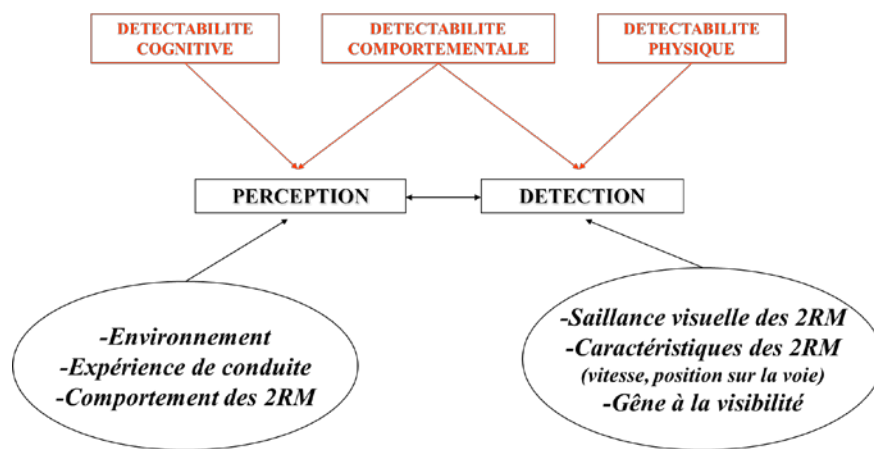 DETECTABILITE
COGNITIVE
DETECTABILITE
COMPORTEMENTALE
DETECTABILITE
PHYSIQUE
PERCEPTION
DETECTION
-Environnement
-Expérience de conduite
-Comportement des 2RM
-Saillance visuelle des 2RM
-Caractéristiques des 2RM
(vitesse, position sur la voie)
-Gêne à la visibilité